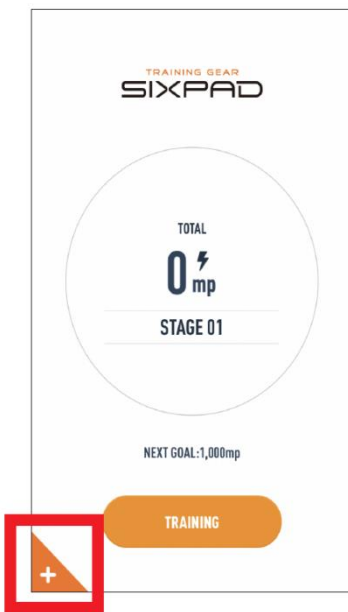 TRAINING GEAR
SIXPAD
TOTAL
0 mp
STAGE 01
NEXT GOAL:1,000mp
TRAINING
+